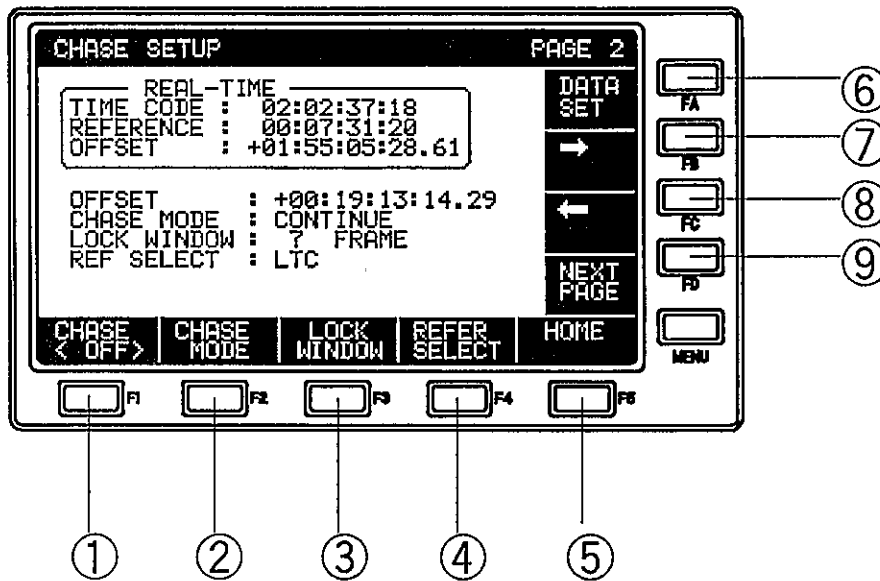 CHASE SETUP PAGE 2
REAL-TIME
TIME CODE : 02:02:37:18
REFERENCE : 00:07:31:20
OFFSET : +01:55:05:28.61
OFFSET : +00:19:13:14.29
CHASE MODE : CONTINUE
LOCK WINDOW : 7 FRAME
REF SELECT : LTC
DATA
SET
→
←
NEXT
PAGE
CHASE
< OFF>
CHASE
MODE
LOCK
WINDOW
REFER
SELECT
HOME
FA
FB
FC
FD
MENU
F1
F2
F3
F4
F5
⑥
⑦
⑧
⑨
①
②
③
④
⑤